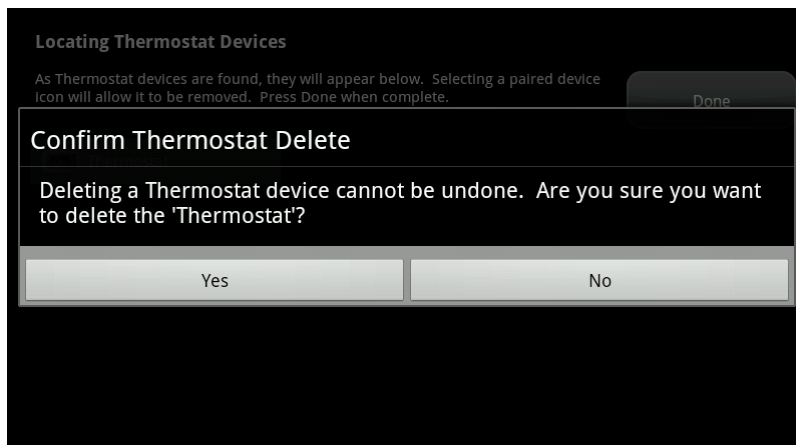 Locating Thermostat Devices
As Thermostat devices are found, they will appear below.  Selecting a paired device
icon will allow it to be removed.  Press Done when complete.
Done
Confirm Thermostat Delete
Thermostat
Deleting a Thermostat device cannot be undone.  Are you sure you want
to delete the 'Thermostat'?
Yes
No